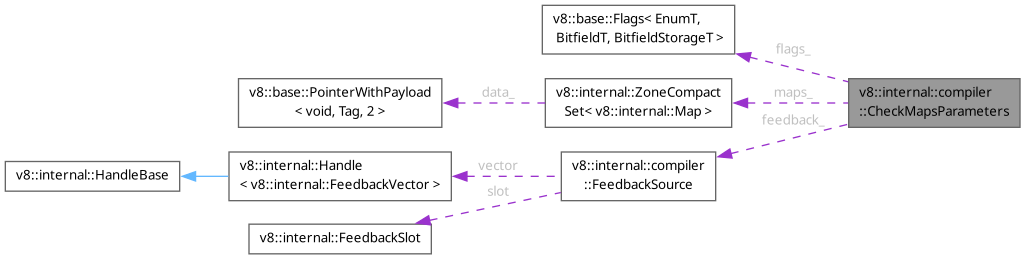 v8::base::Flags< EnumT,
BitfieldT, BitfieldStorageT >
flags_
v8::base::PointerWithPayload
< void, Tag, 2 >
data_
v8::internal::ZoneCompact
Set< v8::internal::Map >
maps_
v8::internal::compiler
::CheckMapsParameters
feedback_
v8::internal::HandleBase
v8::internal::Handle
< v8::internal::FeedbackVector >
vector
v8::internal::compiler
::FeedbackSource
slot
v8::internal::FeedbackSlot